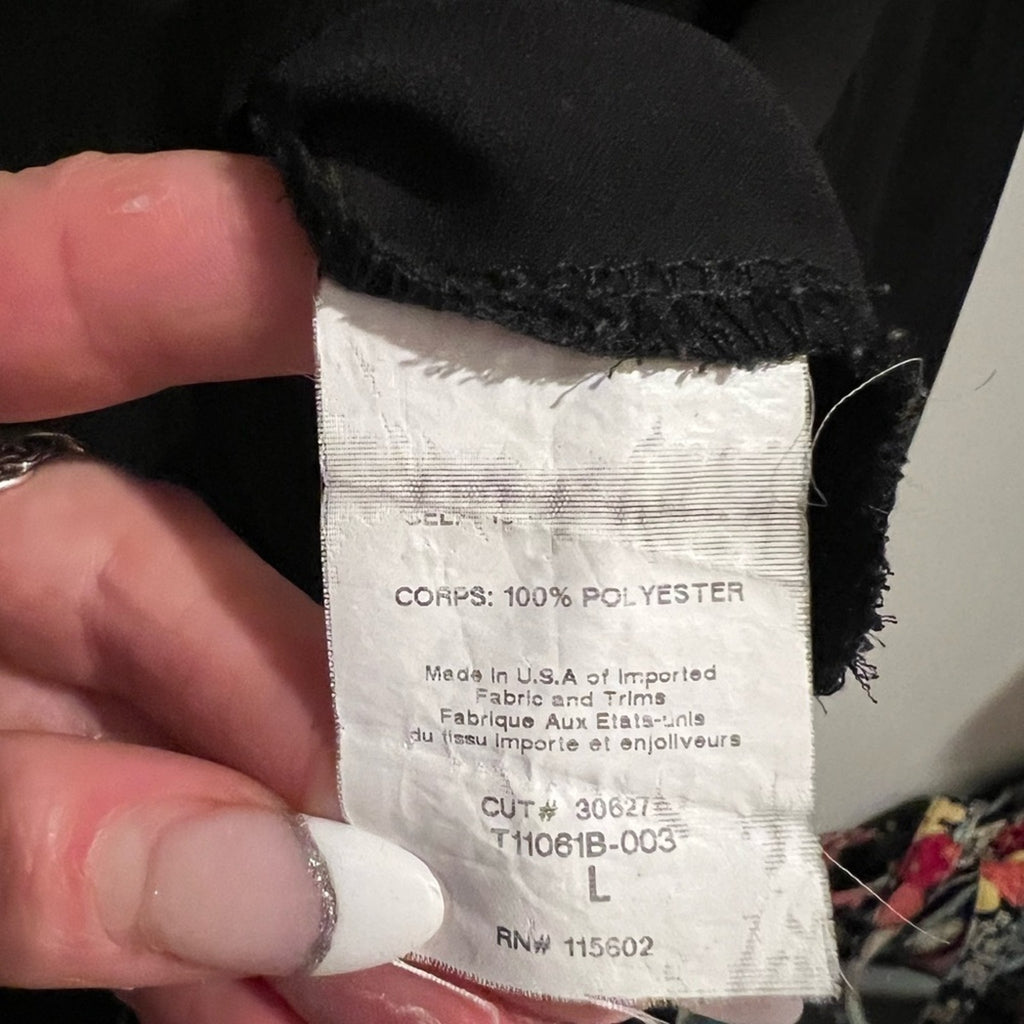 CORPS: 100% POLYESTER
Made in U.S.A of Imported
Fabric and Trims
Fabrique Aux Etats-unis
du tissu importe et enjoliveurs
CUT# 30627
T11061B-003
L
RN# 115602